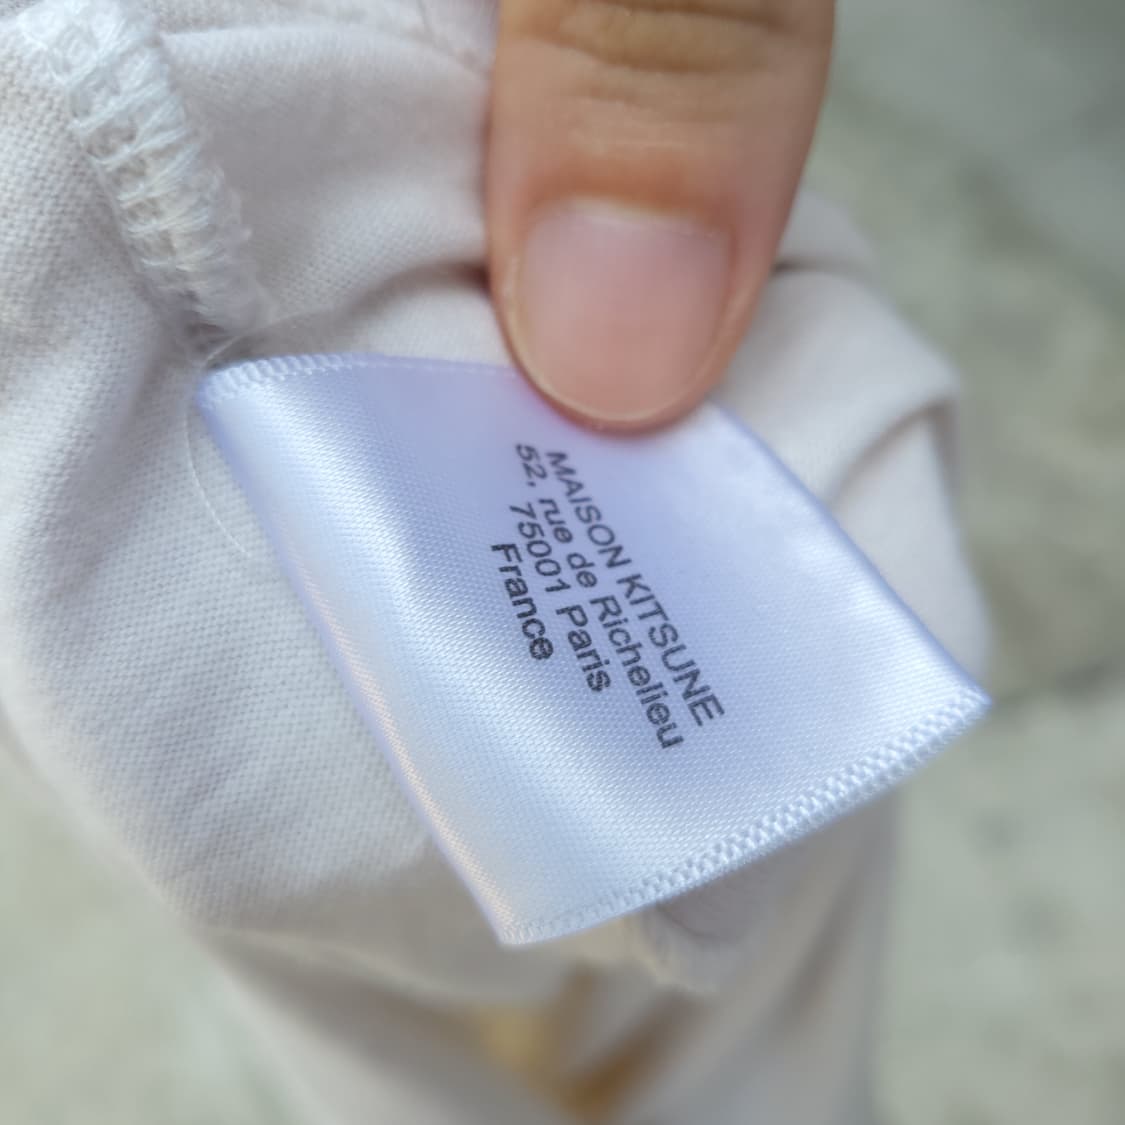 MAISON KITSUNE
52, rue de Richelieu
75001 Paris
France